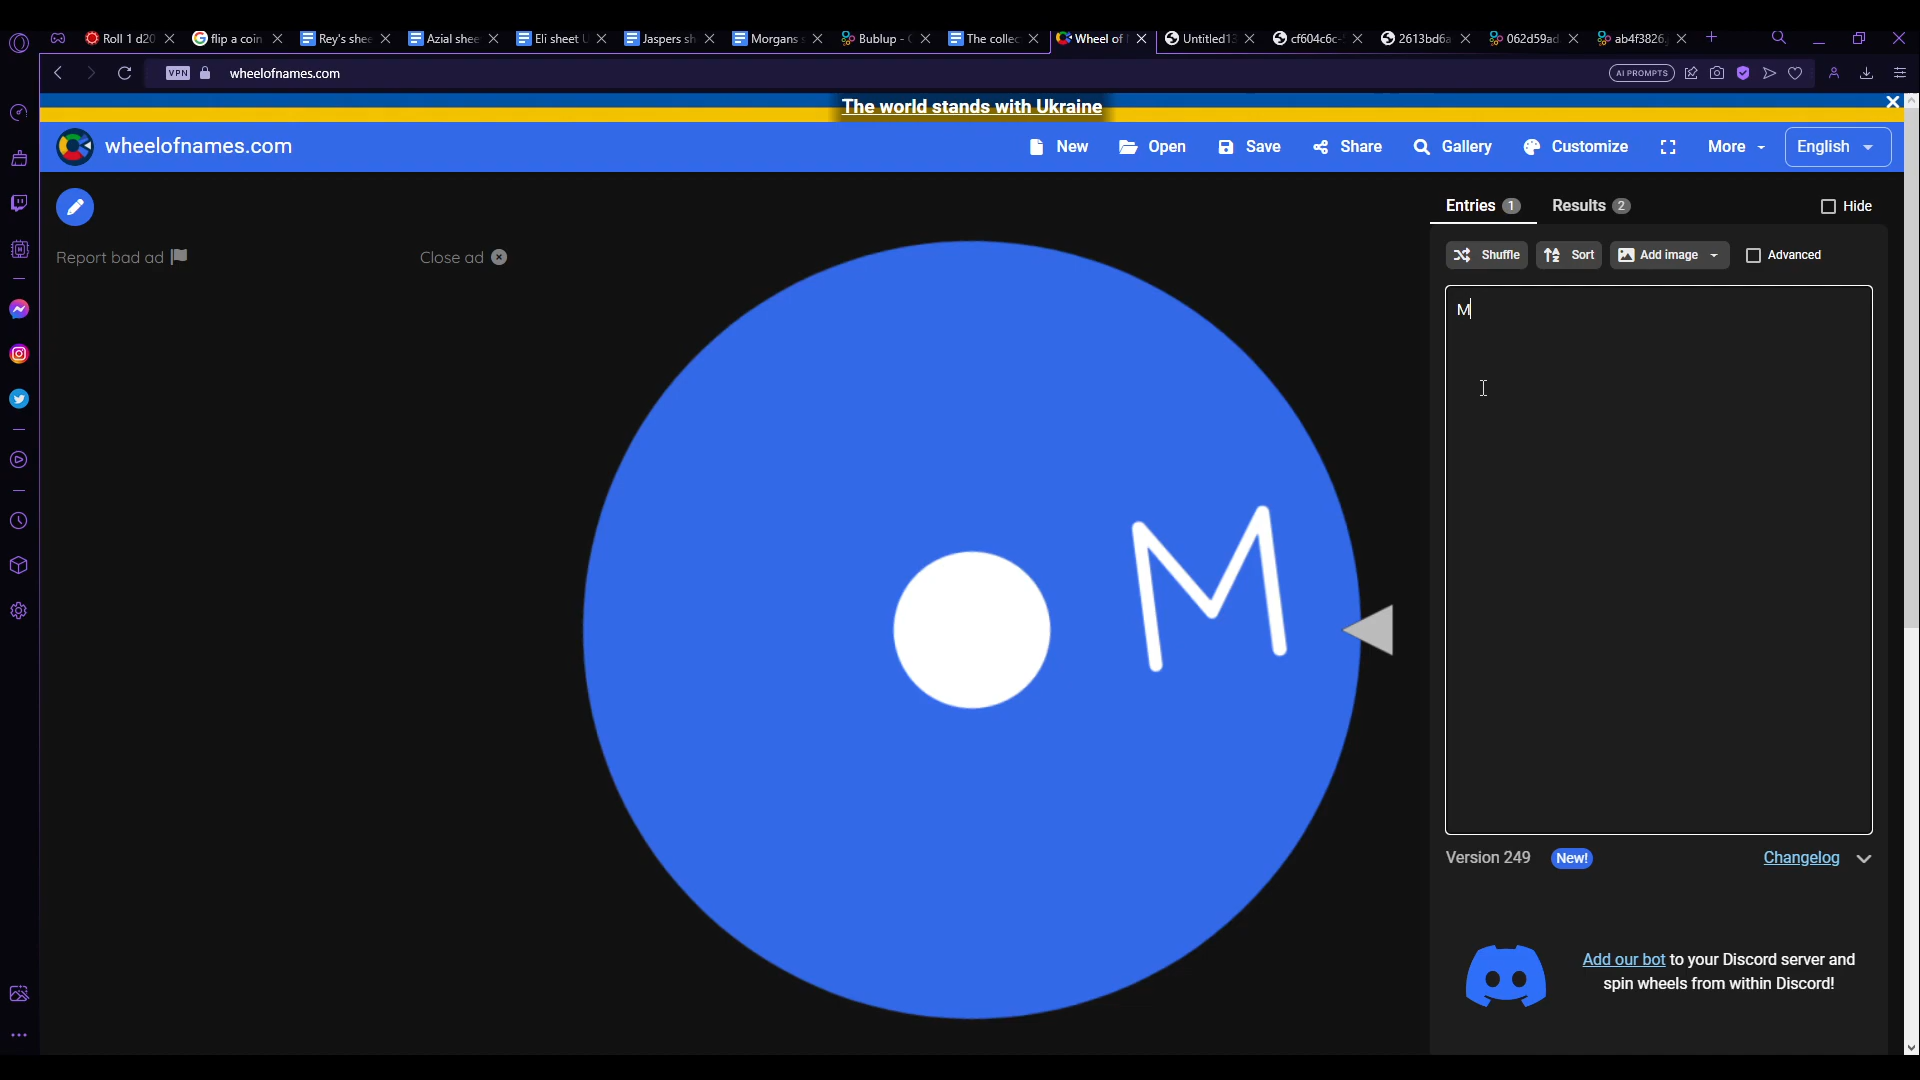 Roll 1 d20
flip a coin
Rey's shee
Azial shee
Eli sheet U
Jaspers sh
Morgans s
Bublup - (
The collec
Wheel of
Untitled1
cf604c6c-
2613bd6a
062d59ad
ab4f3826
VPN
wheelofnames.com
AI PROMPTS
The world stands with Ukraine
wheelofnames.com
New
Open
Save
Share
Gallery
Customize
More
English
Entries 1
Results 2
Hide
Report bad ad
Close ad
Shuffle
Sort
Add image
Advanced
M
M
Version 249
New!
Changelog
Add our bot to your Discord server and
spin wheels from within Discord!